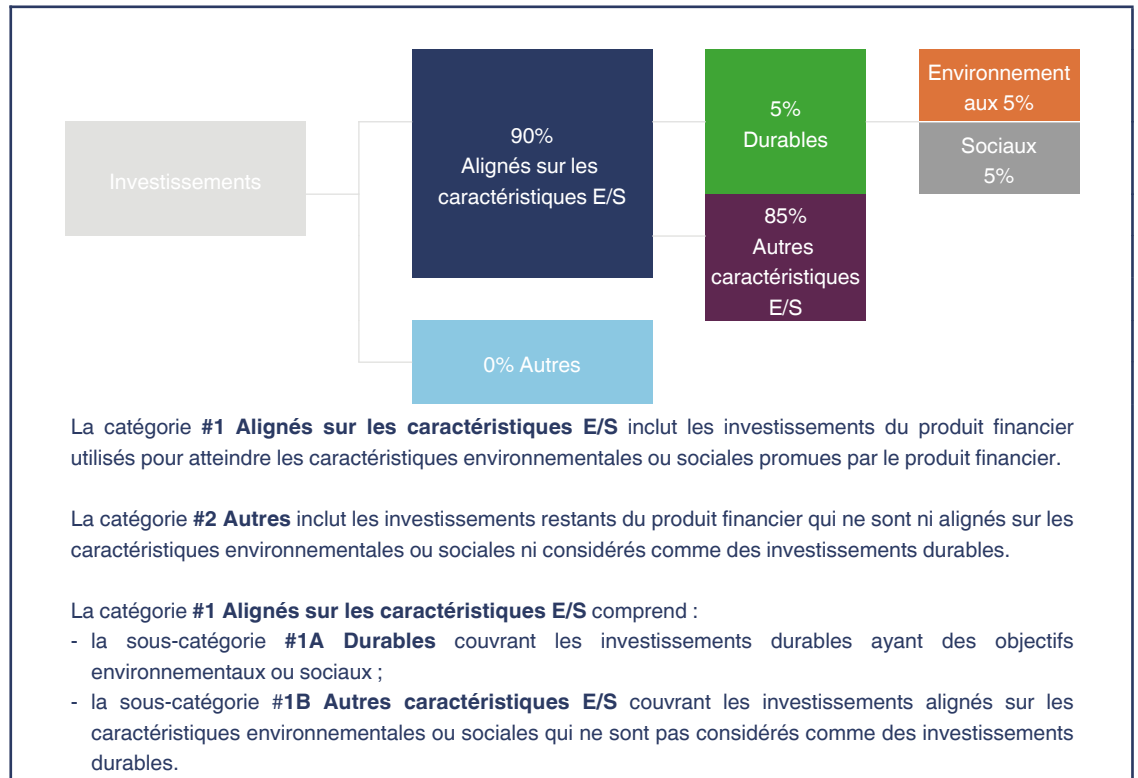 Investissements
90%
Alignés sur les
caractéristiques E/S
0% Autres
5%
Durables
85%
Autres
caractéristiques
E/S
Environnement
aux 5%
Sociaux
5%
La catégorie #1 Alignés sur les caractéristiques E/S inclut les investissements du produit financier
utilisés pour atteindre les caractéristiques environnementales ou sociales promues par le produit financier.
La catégorie #2 Autres inclut les investissements restants du produit financier qui ne sont ni alignés sur les
caractéristiques environnementales ou sociales ni considérés comme des investissements durables.
La catégorie #1 Alignés sur les caractéristiques E/S comprend :
- la sous-catégorie #1A Durables couvrant les investissements durables ayant des objectifs
environnementaux ou sociaux ;
- la sous-catégorie #1B Autres caractéristiques E/S couvrant les investissements alignés sur les
caractéristiques environnementales ou sociales qui ne sont pas considérés comme des investissements
durables.